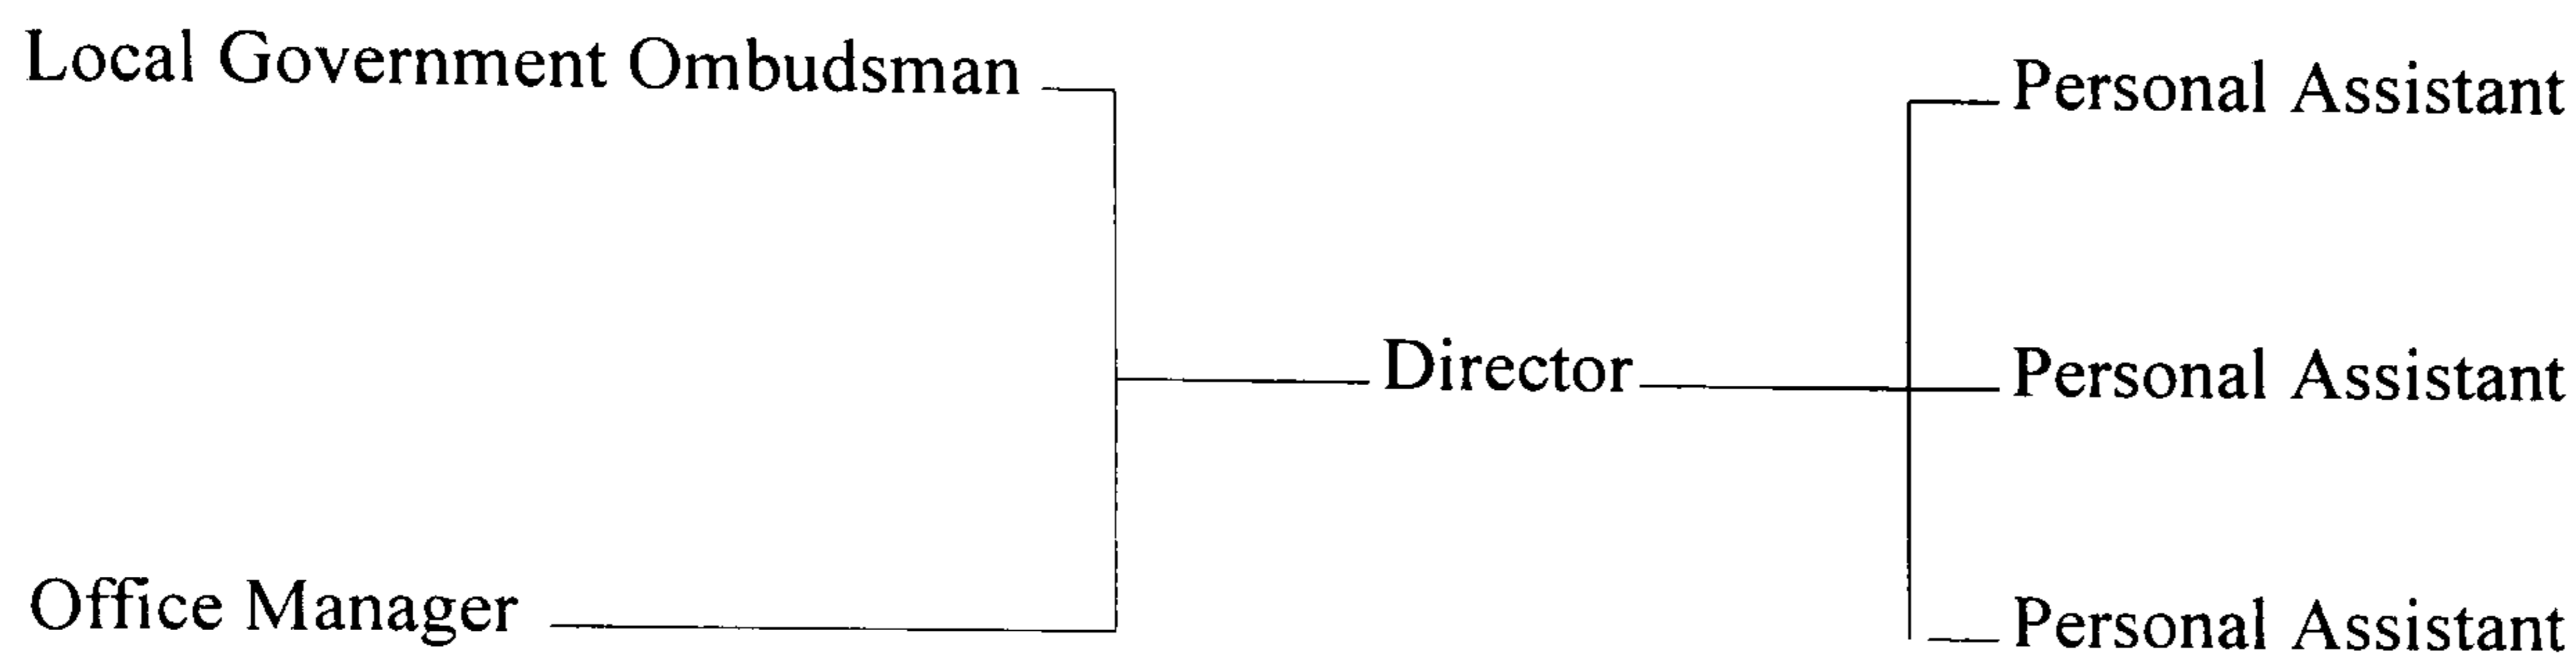 Local Government Ombudsman
Personal Assistant
Director
Personal Assistant
Office Manager
Personal Assistant